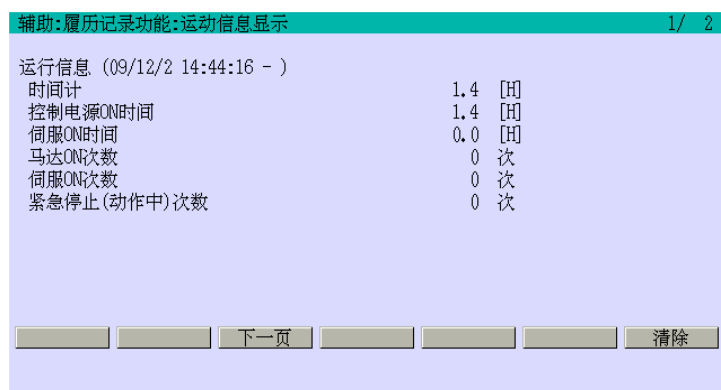 辅助:履历记录功能:运动信息显示 1/ 2
运行信息 (09/12/2 14:44:16 - )
时间计 1.4 [H]
控制电源ON时间 1.4 [H]
伺服ON时间 0.0 [H]
马达ON次数 0 次
伺服ON次数 0 次
紧急停止(动作中)次数 0 次
下一页 清除